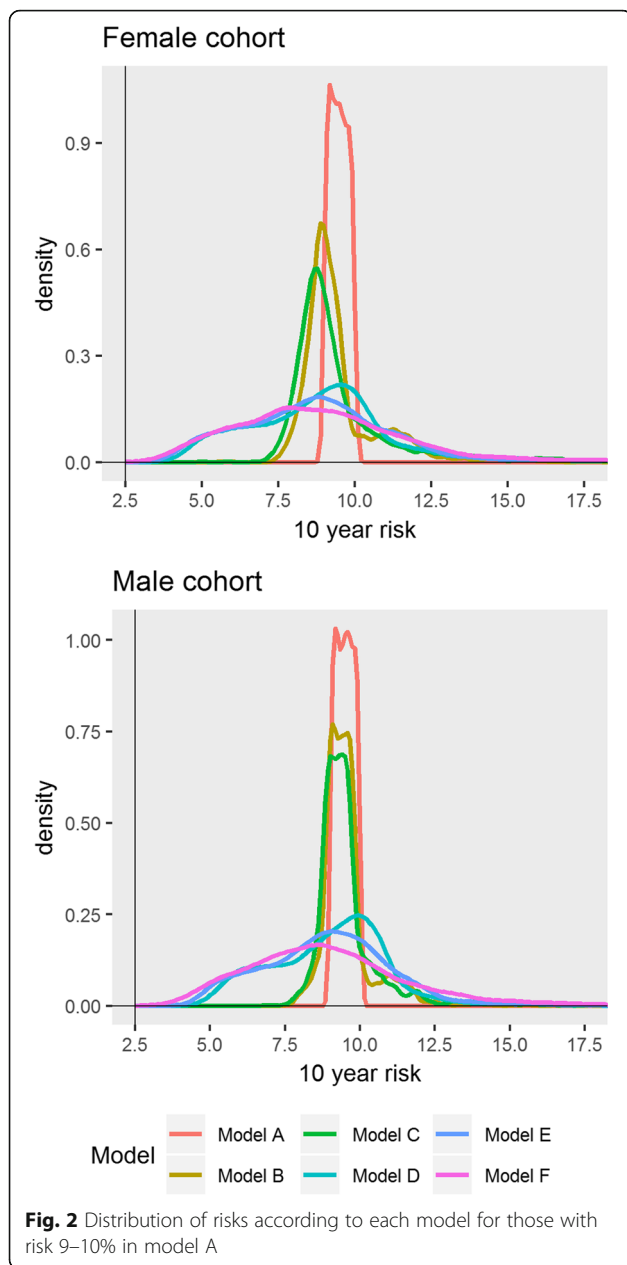 Female cohort
0.9
0.6
0.3
0.0
density
2.5 5.0 7.5 10.0 12.5 15.0 17.5
10 year risk
Male cohort
1.00
0.75
0.50
0.25
0.00
density
2.5 5.0 7.5 10.0 12.5 15.0 17.5
10 year risk
Model
Model A Model C Model E
Model B Model D Model F
Fig. 2 Distribution of risks according to each model for those with
risk 9–10% in model A